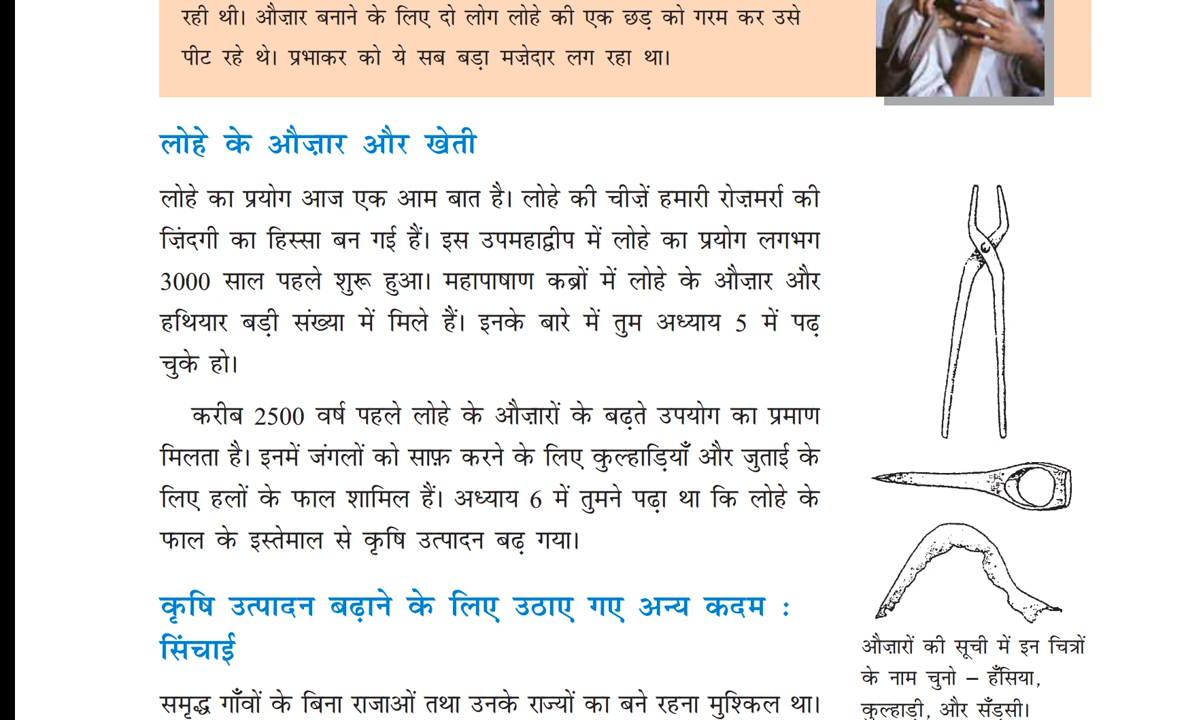 रही थी। औज़ार बनाने के लिए दो लोग लोहे की एक छड़ को गरम कर उसे
पीट रहे थे। प्रभाकर को ये सब बड़ा मज़ेदार लग रहा था।
लोहे के औज़ार और खेती
लोहे का प्रयोग आज एक आम बात है। लोहे की चीज़ें हमारी रोज़मर्रा की
ज़िंदगी का हिस्सा बन गई हैं। इस उपमहाद्वीप में लोहे का प्रयोग लगभग
3000 साल पहले शुरू हुआ। महापाषाण कब्रों में लोहे के औज़ार और
हथियार बड़ी संख्या में मिले हैं। इनके बारे में तुम अध्याय 5 में पढ़
चुके हो।
करीब 2500 वर्ष पहले लोहे के औज़ारों के बढ़ते उपयोग का प्रमाण
मिलता है। इनमें जंगलों को साफ़ करने के लिए कुल्हाड़ियाँ और जुताई के
लिए हलों के फाल शामिल हैं। अध्याय 6 में तुमने पढ़ा था कि लोहे के
फाल के इस्तेमाल से कृषि उत्पादन बढ़ गया।
कृषि उत्पादन बढ़ाने के लिए उठाए गए अन्य कदम :
सिंचाई
समृद्ध गाँवों के बिना राजाओं तथा उनके राज्यों का बने रहना मुश्किल था।
औज़ारों की सूची में इन चित्रों
के नाम चुनो – हँसिया,
कुल्हाड़ी, और सँड़सी।